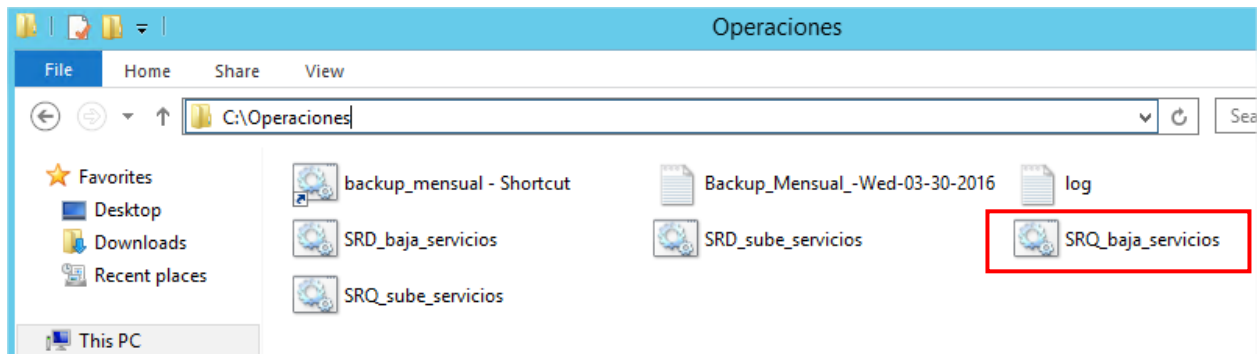 Operaciones
File Home Share View
C:\Operaciones Sea
Favorites
Desktop
Downloads
Recent places
This PC
backup_mensual - Shortcut Backup_Mensual_-Wed-03-30-2016 log
SRD_baja_servicios SRD_sube_servicios SRQ_baja_servicios
SRQ_sube_servicios